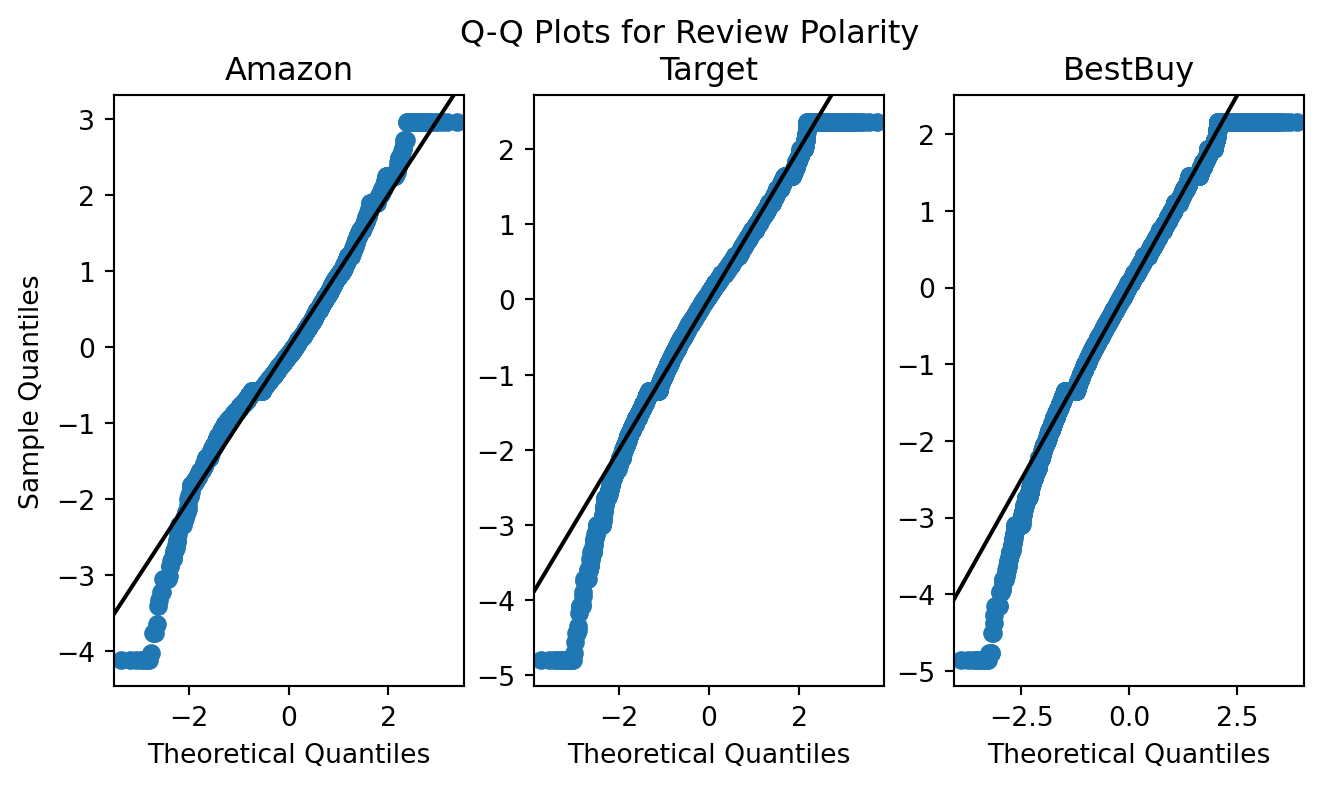 Q-Q Plots for Review Polarity
Amazon
Target
BestBuy
Sample Quantiles
3
2
1
0
−1
−2
−3
−4
2
1
0
−1
−2
−3
−4
−5
2
1
0
−1
−2
−3
−4
−5
−2 0 2
−2 0 2
−2.5 0.0 2.5
Theoretical Quantiles
Theoretical Quantiles
Theoretical Quantiles